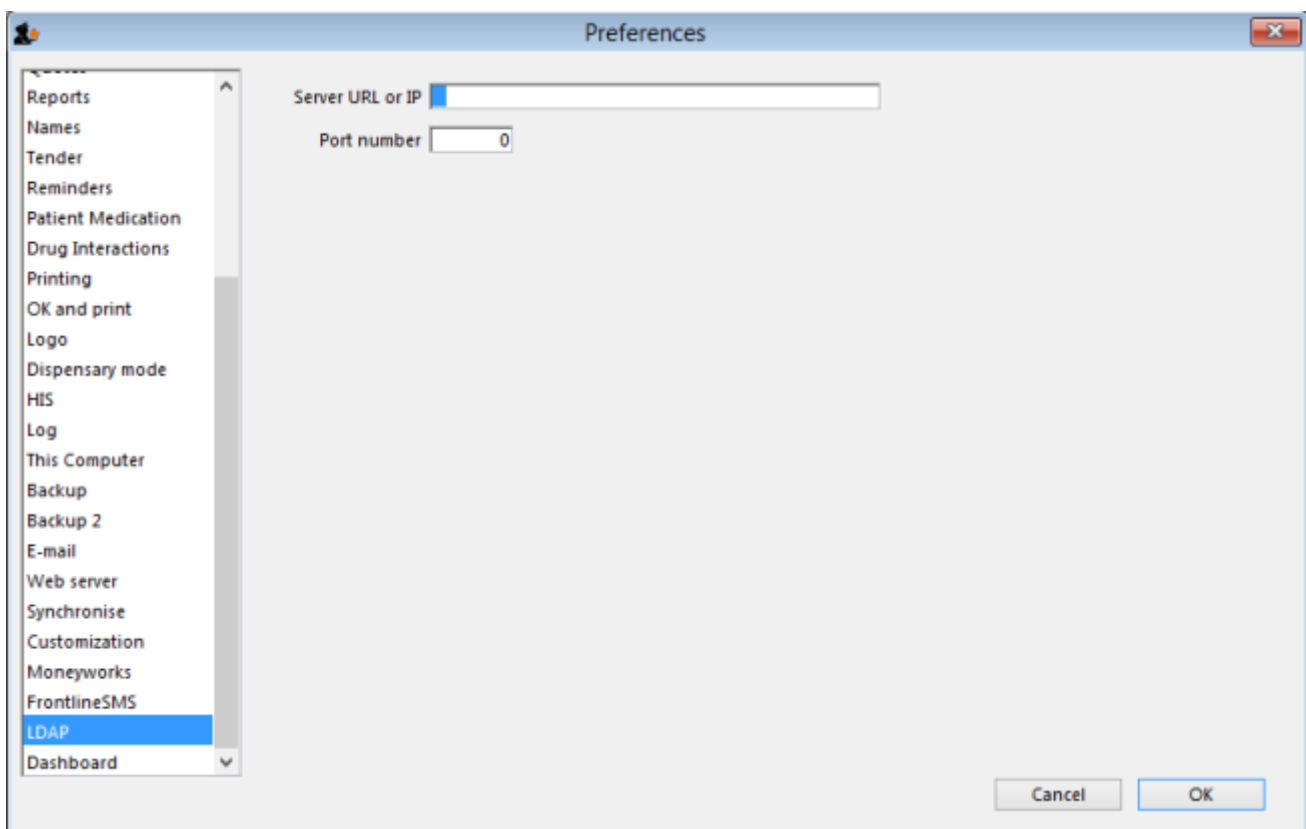 Preferences
Reports
Names
Tender
Reminders
Patient Medication
Drug Interactions
Printing
OK and print
Logo
Dispensary mode
HIS
Log
This Computer
Backup
Backup 2
E-mail
Web server
Synchronise
Customization
Moneyworks
FrontlineSMS
LDAP
Dashboard
Server URL or IP
Port number 0
Cancel OK